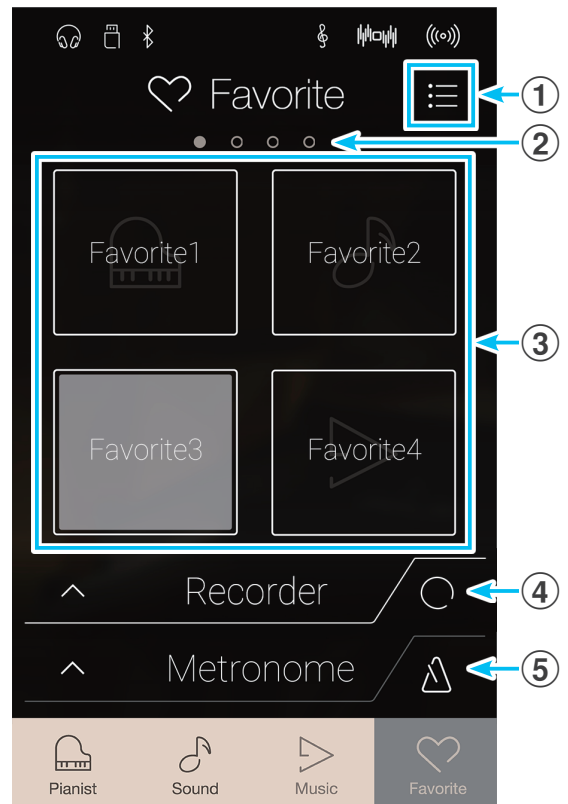 Favorite
1
2
Favorite1
Favorite2
3
Favorite3
Favorite4
Recorder
4
Metronome
5
Pianist
Sound
Music
Favorite